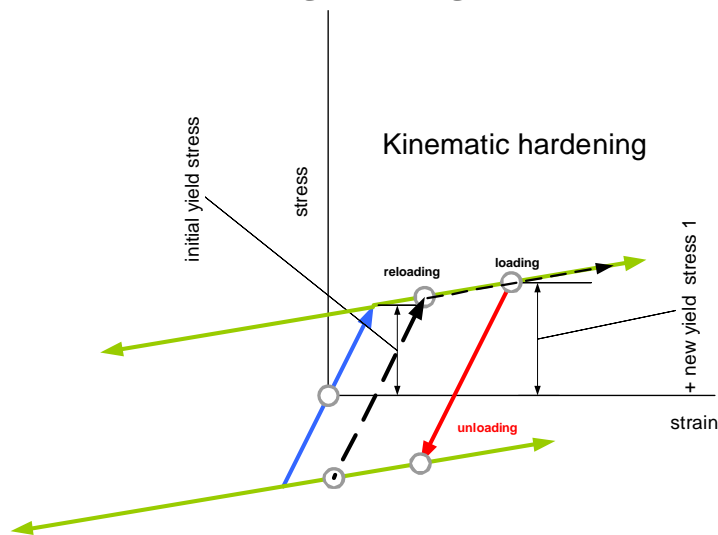 Kinematic hardening
initial yield stress
stress
reloading
loading
+ new yield  stress 1
strain
unloading